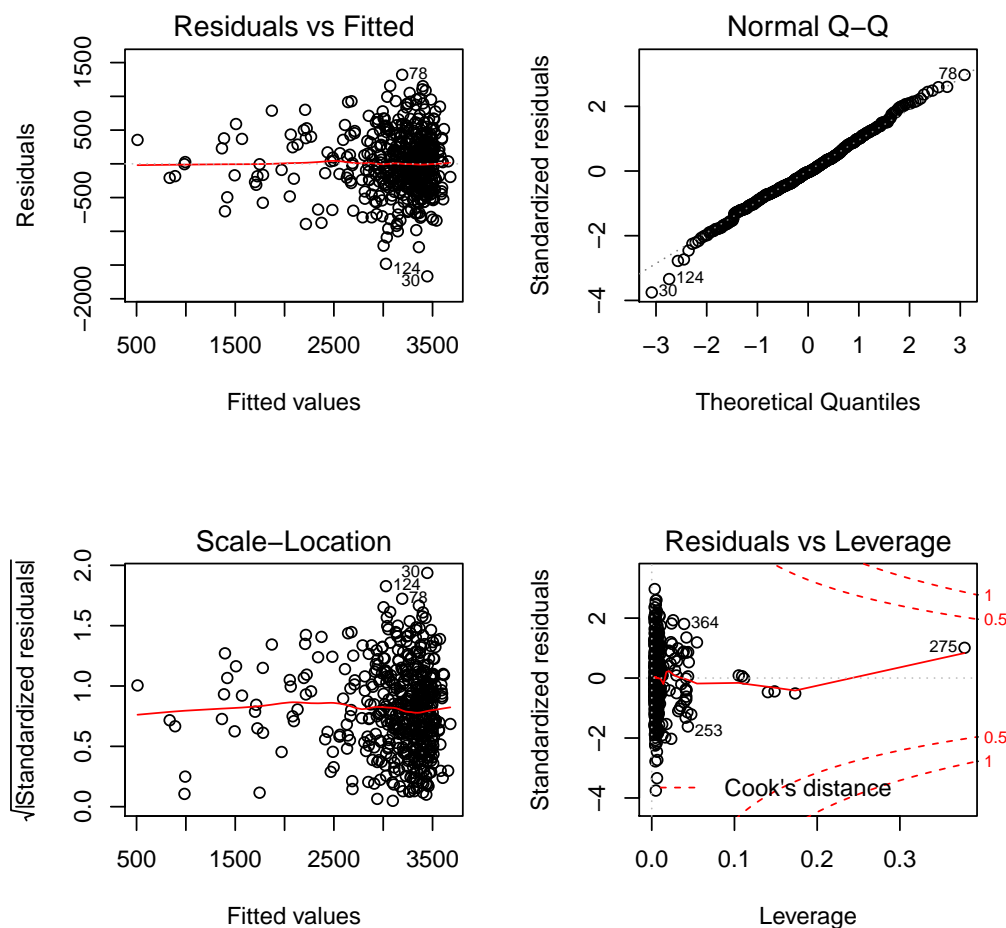 Residuals vs Fitted
Residuals
1500
500
−500
−2000
78
124
30
500 1500 2500 3500
Fitted values
Normal Q−Q
Standardized residuals
2
0
−2
−4
78
124
30
−3 −2 −1 0 1 2 3
Theoretical Quantiles
Scale−Location
√|Standardized residuals|
2.0
1.5
1.0
0.5
0.0
30
124
78
500 1500 2500 3500
Fitted values
Residuals vs Leverage
Standardized residuals
2
0
−2
−4
364
275
253
1
0.5
0.5
1
Cook's distance
0.0 0.1 0.2 0.3
Leverage